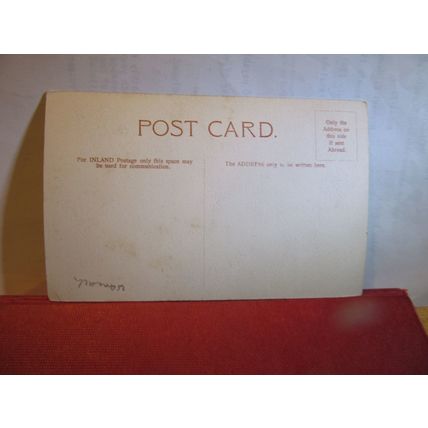 POST CARD.
For INLAND Postage only this space may
be used for communication.
The ADDRESS only to be written here.
Only the
Address on
this side
if sent
Abroad.